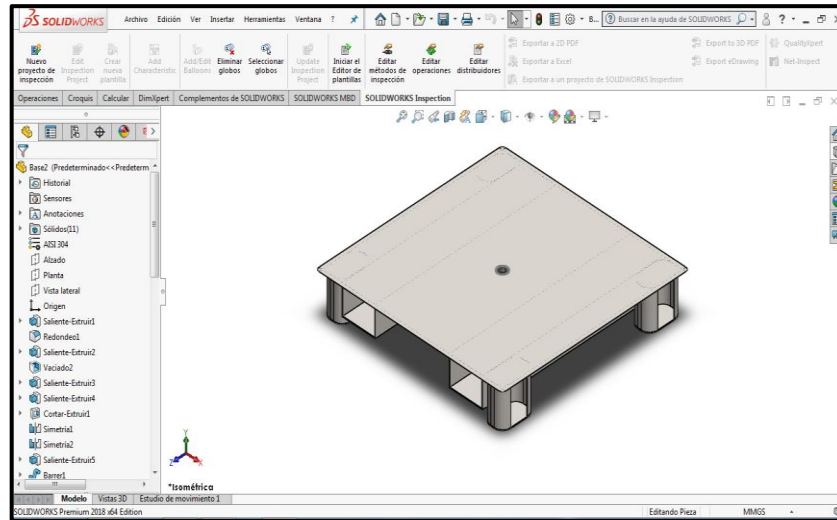 SOLIDWORKS Archivo Edición Ver Insertar Herramientas Ventana ? B... Buscar en la ayuda de SOLIDWORKS ?
Nuevo proyecto de inspección
Edit Inspection Project
Crear nueva plantilla
Add Characteristic
Add/Edit Balloons
Eliminar globos
Seleccionar globos
Update Inspection Project
Iniciar el Editor de plantillas
Editar métodos de inspección
Editar operaciones
Editar distribuidores
Exportar a 2D PDF
Exportar a Excel
Exportar a un proyecto de SOLIDWORKS Inspection
Export to 3D PDF
Export eDrawing
QualityXpert
Net-Inspect
Operaciones Croquis Calcular DimXpert Complementos de SOLIDWORKS SOLIDWORKS MBD SOLIDWORKS Inspection
Base2 (Predeterminado<<Predeterm
Historial
Sensores
Anotaciones
Sólidos(11)
AISI 304
Alzado
Planta
Vista lateral
Origen
Saliente-Extruir1
Redondeo1
Saliente-Extruir2
Vaciado2
Saliente-Extruir3
Saliente-Extruir4
Cortar-Extruir1
Simetría1
Simetría2
Saliente-Extruir5
Barrer1
Y
Z X
*Isométrica
Modelo Vistas 3D Estudio de movimiento 1
SOLIDWORKS Premium 2018 x64 Edition Editando Pieza MMGS